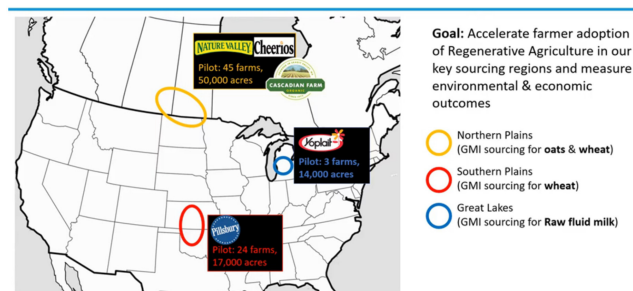 NATURE VALLEY
Cheerios
Pilot: 45 farms,
50,000 acres
CASCADIAN FARM
ORGANIC
Yoplait
Pilot: 3 farms,
14,000 acres
Pillsbury
Pilot: 24 farms,
17,000 acres
Goal: Accelerate farmer adoption
of Regenerative Agriculture in our
key sourcing regions and measure
environmental & economic
outcomes
Northern Plains
(GMI sourcing for oats & wheat)
Southern Plains
(GMI sourcing for wheat)
Great Lakes
(GMI sourcing for Raw fluid milk)